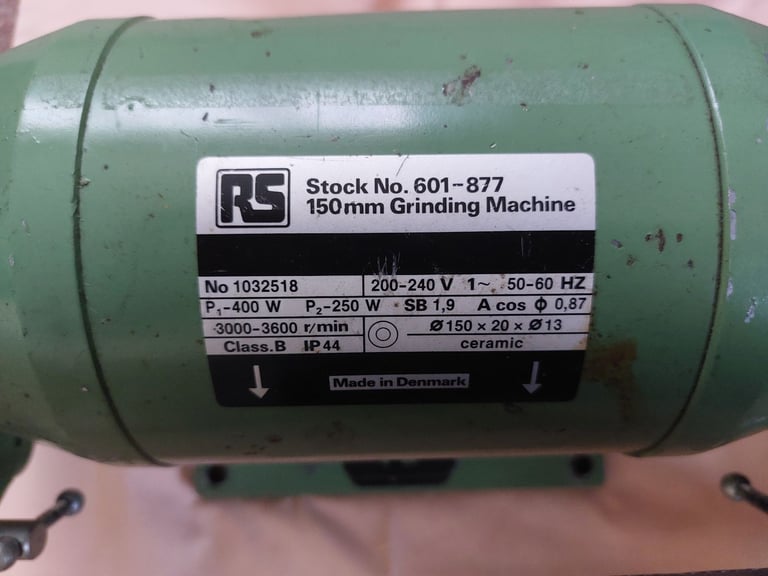 RS
Stock No. 601-877
150mm Grinding Machine
No 1032518 200-240 V 1~ 50-60 HZ
P₁-400 W P₂-250 W SB 1,9 A cos ϕ 0,87
3000-3600 r/min Ø150 × 20 × Ø13
Class.B IP44 ceramic
Made in Denmark